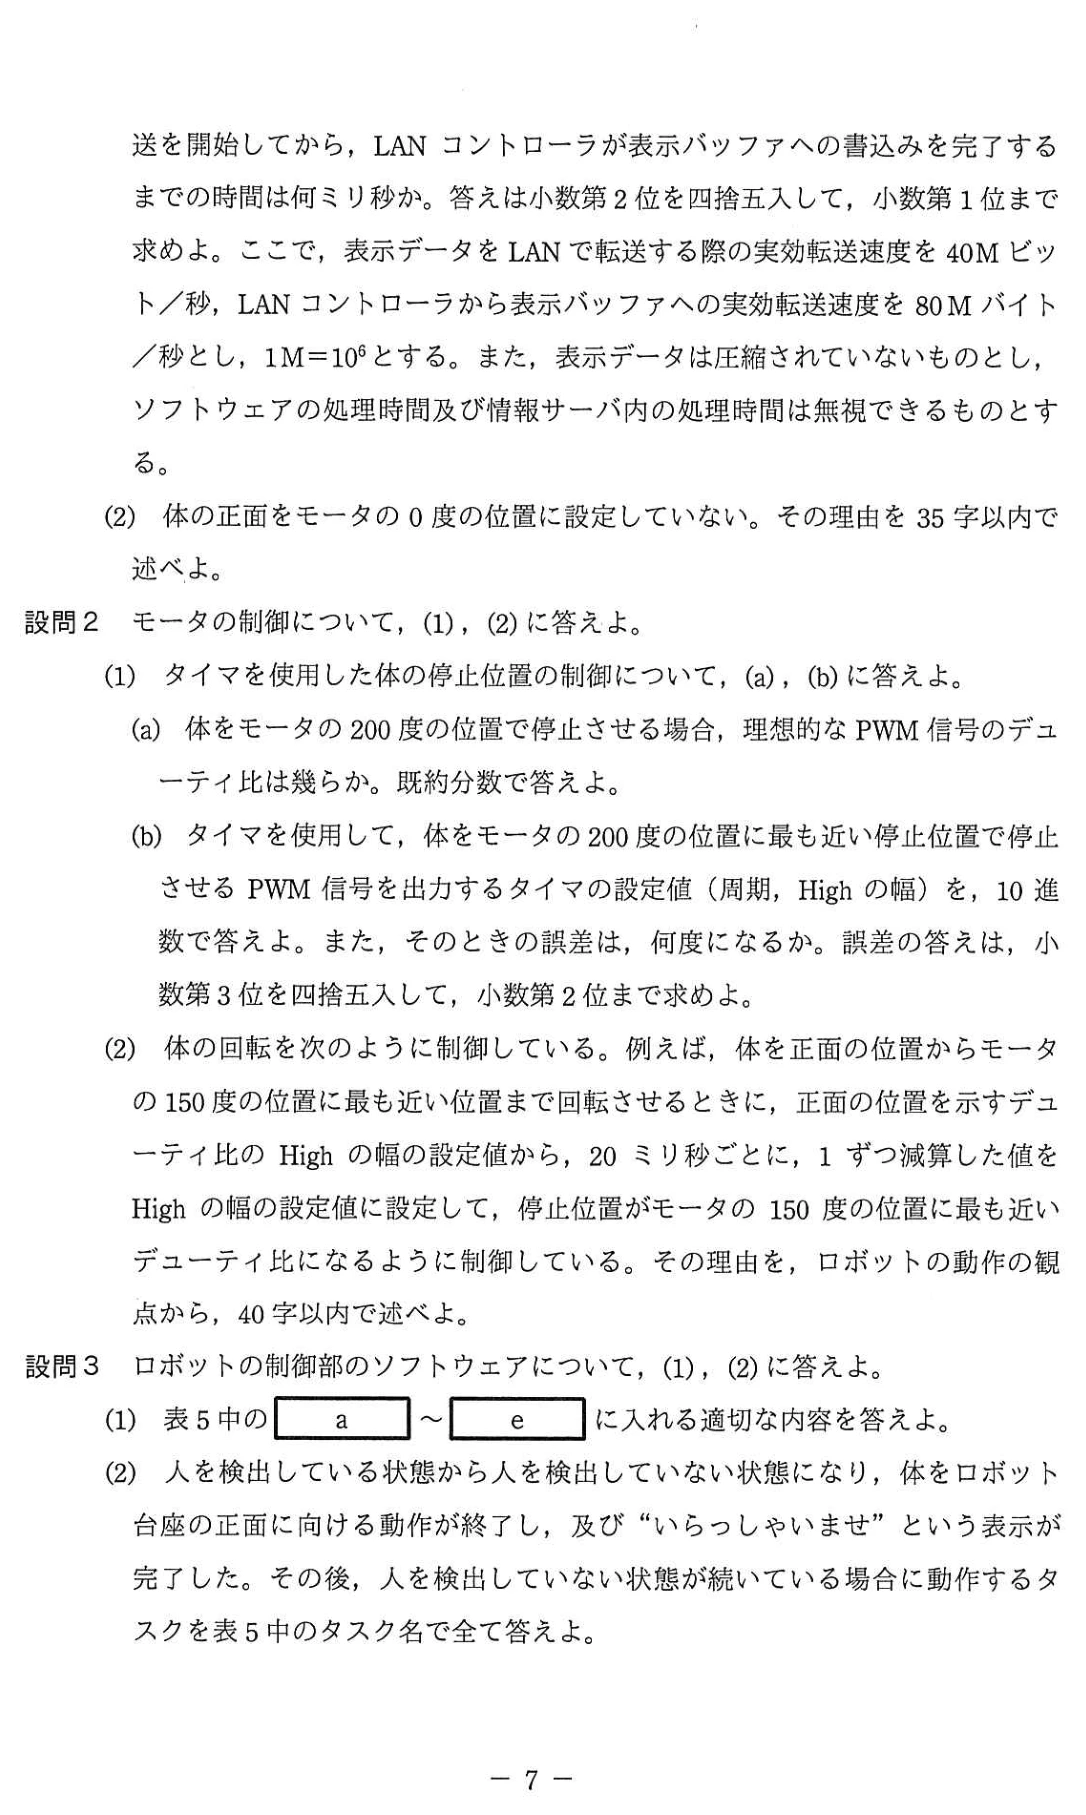 送を開始してから，LAN コントローラが表示バッファへの書込みを完了する
までの時間は何ミリ秒か。答えは小数第 2 位を四捨五入して，小数第 1 位まで
求めよ。ここで，表示データを LAN で転送する際の実効転送速度を 40M ビッ
ト／秒，LAN コントローラから表示バッファへの実効転送速度を 80M バイト
／秒とし，1M＝10⁶とする。また，表示データは圧縮されていないものとし，
ソフトウェアの処理時間及び情報サーバ内の処理時間は無視できるものとす
る。
(2) 体の正面をモータの 0 度の位置に設定していない。その理由を 35 字以内で
述べよ。
設問2 モータの制御について，(1)，(2) に答えよ。
(1) タイマを使用した体の停止位置の制御について，(a)，(b) に答えよ。
(a) 体をモータの 200 度の位置で停止させる場合，理想的な PWM 信号のデュ
ーティ比は幾らか。既約分数で答えよ。
(b) タイマを使用して，体をモータの 200 度の位置に最も近い停止位置で停止
させる PWM 信号を出力するタイマの設定値（周期，High の幅）を，10 進
数で答えよ。また，そのときの誤差は，何度になるか。誤差の答えは，小
数第 3 位を四捨五入して，小数第 2 位まで求めよ。
(2) 体の回転を次のように制御している。例えば，体を正面の位置からモータ
の 150 度の位置に最も近い位置まで回転させるときに，正面の位置を示すデュ
ーティ比の High の幅の設定値から，20 ミリ秒ごとに，1 ずつ減算した値を
High の幅の設定値に設定して，停止位置がモータの 150 度の位置に最も近い
デューティ比になるように制御している。その理由を，ロボットの動作の観
点から，40 字以内で述べよ。
設問3 ロボットの制御部のソフトウェアについて，(1)，(2) に答えよ。
(1) 表 5 中の a ～ e に入れる適切な内容を答えよ。
(2) 人を検出している状態から人を検出していない状態になり，体をロボット
台座の正面に向ける動作が終了し，及び“いらっしゃいませ”という表示が
完了した。その後，人を検出していない状態が続いている場合に動作するタ
スクを表 5 中のタスク名で全て答えよ。
－ 7 －